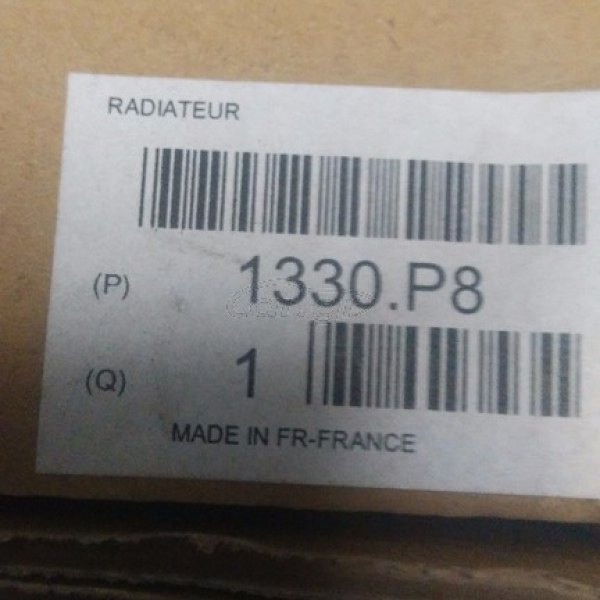 RADIATEUR
(P) 1330.P8
(Q) 1
MADE IN FR-FRANCE